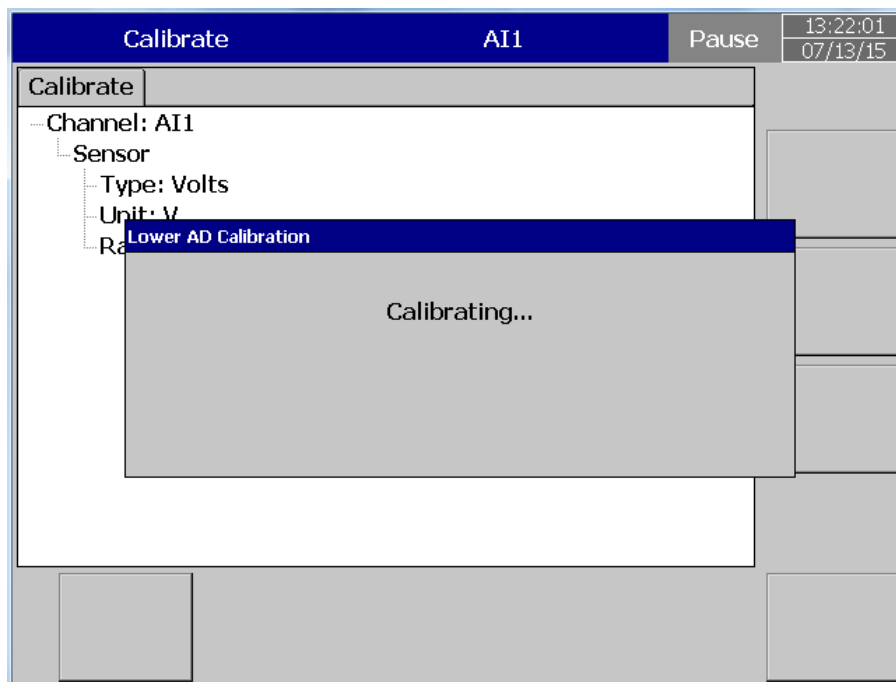 Calibrate AI1 Pause 13:22:01
07/13/15
Calibrate
Channel: AI1
Sensor
Type: Volts
Unit: V
Lower AD Calibration
Calibrating...